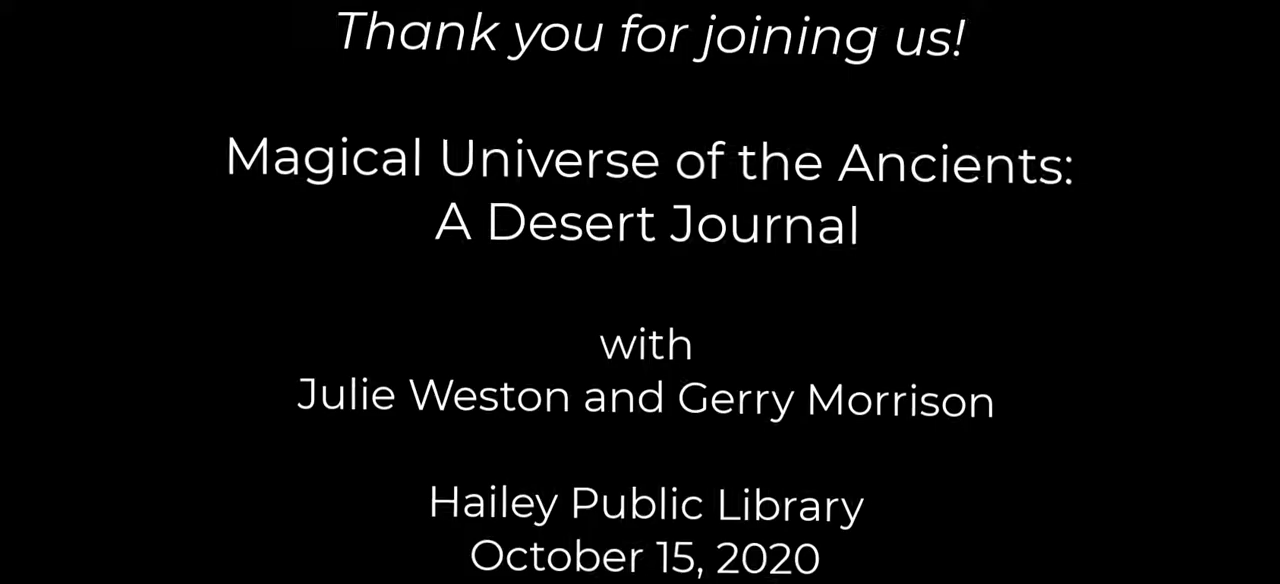 Thank you for joining us!
Magical Universe of the Ancients:
A Desert Journal
with
Julie Weston and Gerry Morrison
Hailey Public Library
October 15, 2020